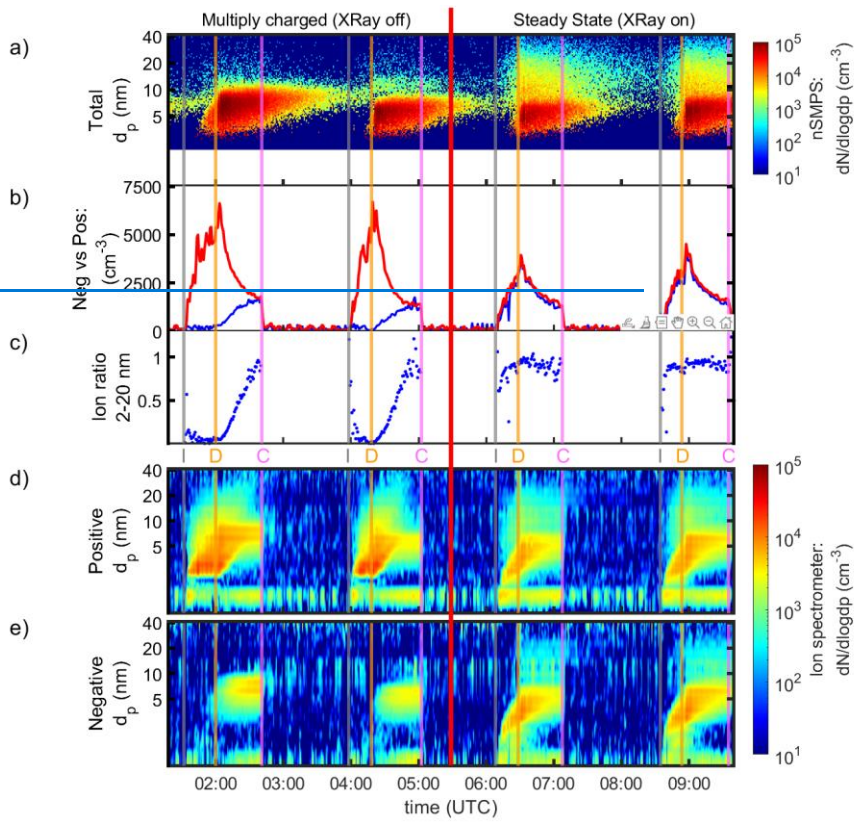 Multiply charged (XRay off)
Steady State (XRay on)
a)
40
20
10
5
Total
dp (nm)
10^5
10^4
10^3
10^2
10^1
nSMPS:
dN/dlogdp (cm^-3)
b)
7500
5000
2500
0
Neg vs Pos:
(cm^-3)
c)
1
0.5
Ion ratio
2-20 nm
I D C I D C I D C I D C
d)
40
20
10
5
Positive
dp (nm)
e)
40
20
10
5
Negative
dp (nm)
10^5
10^4
10^3
10^2
10^1
Ion spectrometer:
dN/dlogdp (cm^-3)
02:00 03:00 04:00 05:00 06:00 07:00 08:00 09:00
time (UTC)